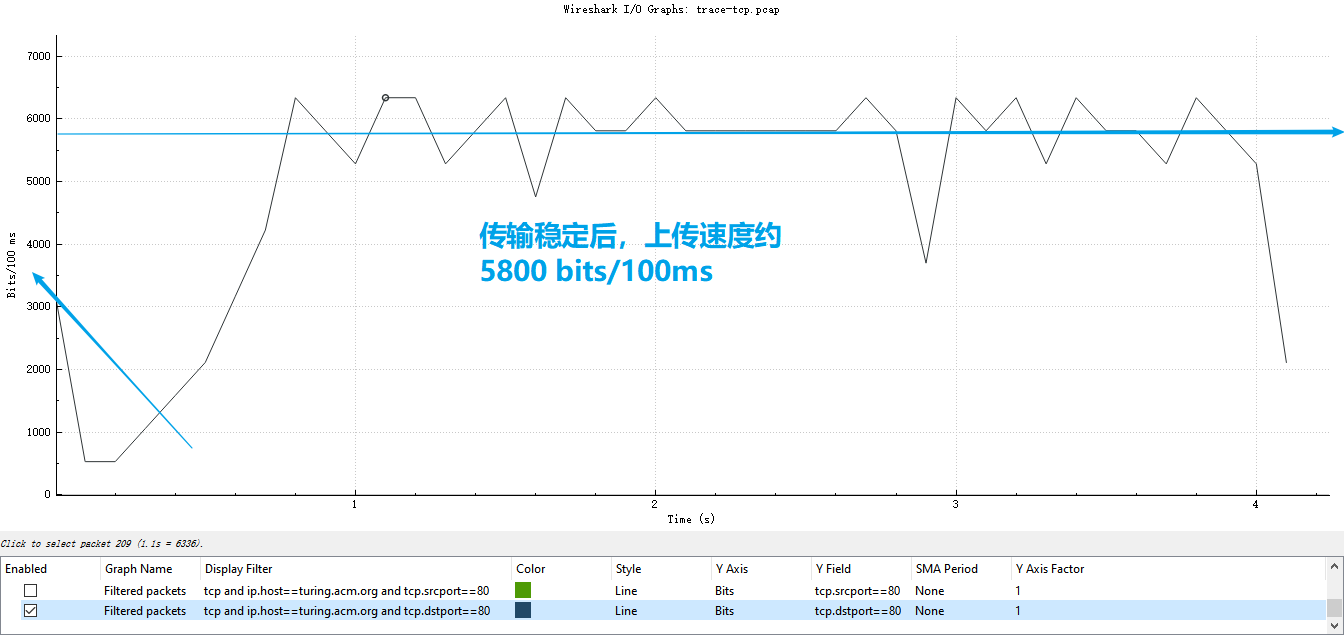 Wireshark I/O Graphs: trace-tcp.pcap
7000
6000
5000
4000
3000
2000
1000
0
Bits/100 ms
传输稳定后，上传速度约
5800 bits/100ms
1 2 3 4
Time (s)
Click to select packet 209 (1.1s = 6336).
Enabled Graph Name Display Filter Color Style Y Axis Y Field SMA Period Y Axis Factor
Filtered packets tcp and ip.host==turing.acm.org and tcp.srcport==80 Line Bits tcp.srcport==80 None 1
Filtered packets tcp and ip.host==turing.acm.org and tcp.dstport==80 Line Bits tcp.dstport==80 None 1